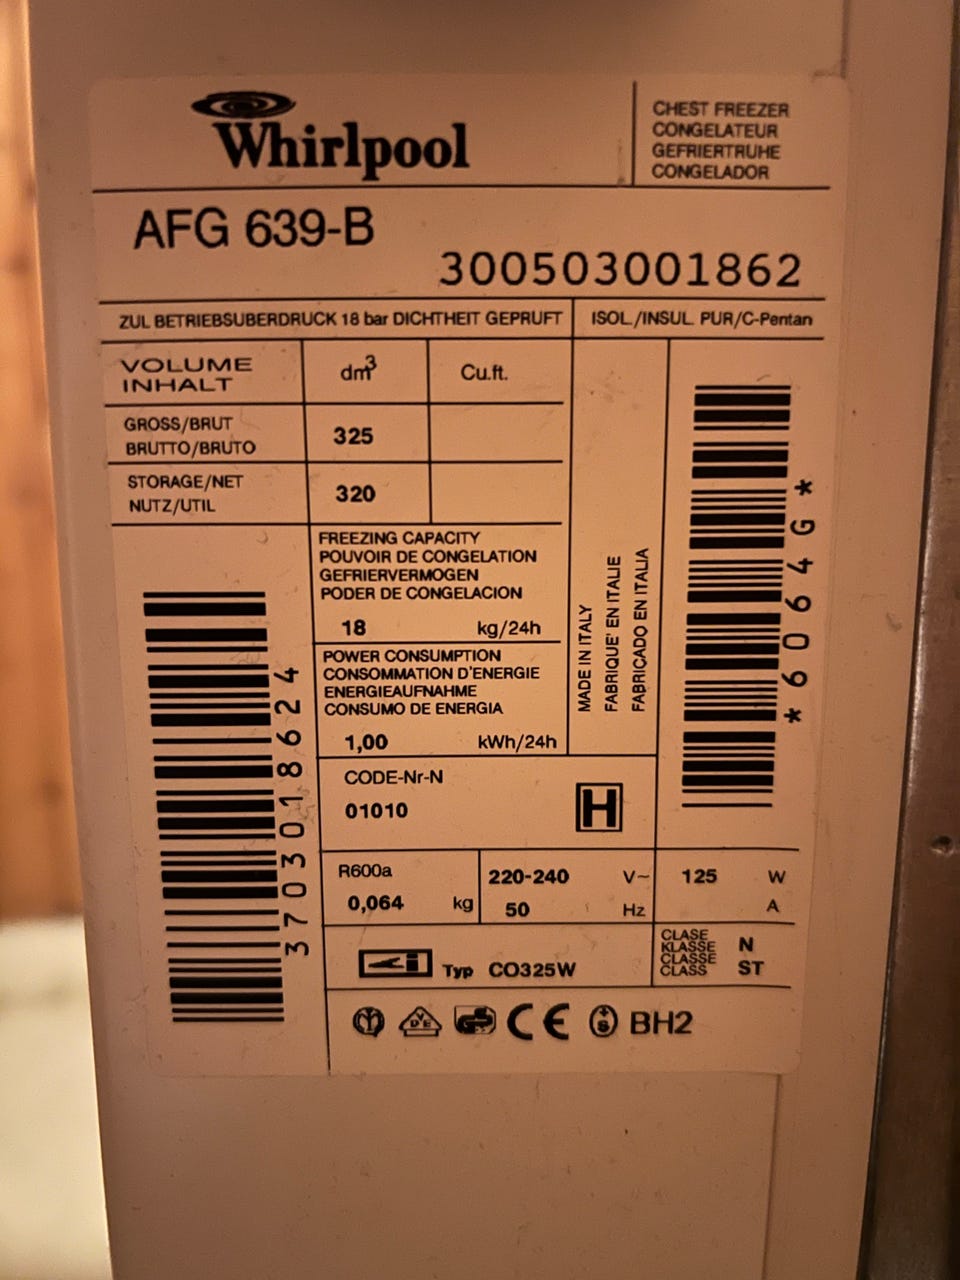 Whirlpool
CHEST FREEZER
CONGELATEUR
GEFRIERTRUHE
CONGELADOR
AFG 639-B
300503001862
ZUL BETRIEBSUBERDRUCK 18 bar DICHTHEIT GEPRUFT
ISOL./INSUL. PUR/C-Pentan
VOLUME
INHALT
dm³
Cu.ft.
GROSS/BRUT
BRUTTO/BRUTO
325
STORAGE/NET
NUTZ/UTIL
320
FREEZING CAPACITY
POUVOIR DE CONGELATION
GEFRIERVERMOGEN
PODER DE CONGELACION
18 kg/24h
POWER CONSUMPTION
CONSOMMATION D'ENERGIE
ENERGIEAUFNAHME
CONSUMO DE ENERGIA
1,00 kWh/24h
MADE IN ITALY
FABRIQUE' EN ITALIE
FABRICADO EN ITALIA
*6064G*
3703018624
CODE-Nr-N
01010
H
R600a
0,064 kg
220-240 V~
50 Hz
125 W
A
Typ CO325W
CLASE
KLASSE
CLASSE
CLASS
N
ST
VDE
GS
CE
S
BH2